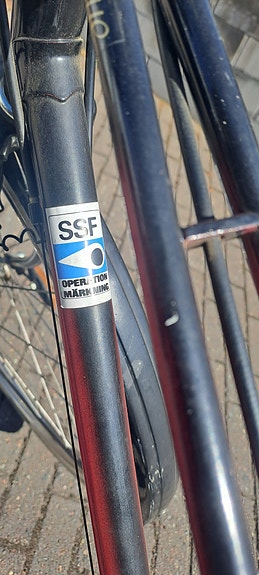 SSF
OPERATION
MÄRKNING